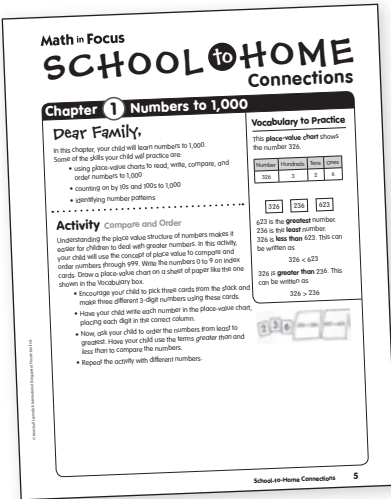 Math in Focus
SCHOOL to HOME
Connections
Chapter 1 Numbers to 1,000
Dear Family,
In this chapter, your child will learn numbers to 1,000.
Some of the skills your child will practice are:
• using place-value charts to read, write, compare, and
order numbers to 1,000
• counting on by 10s and 100s to 1,000
• identifying number patterns
Activity Compare and Order
Understanding the place value structure of numbers makes it
easier for children to deal with greater numbers. In this activity,
your child will use the concept of place value to compare and
order numbers through 999. Write the numbers 0 to 9 on index
cards. Draw a place-value chart on a sheet of paper like the one
shown in the Vocabulary box.
• Encourage your child to pick three cards from the stack and
make three different 3-digit numbers using these cards.
• Have your child write each number in the place-value chart,
placing each digit in the correct column.
• Now, ask your child to order the numbers from least to
greatest. Have your child use the terms greater than and
less than to compare the numbers.
• Repeat the activity with different numbers.
Vocabulary to Practice
This place-value chart shows
the number 326.
Number Hundreds Tens Ones
326 3 2 6
326 236 623
623 is the greatest number.
236 is the least number.
326 is less than 623. This can
be written as
326 < 623
326 is greater than 236. This
can be written as
326 > 236
2 3 6
School-to-Home Connections 5